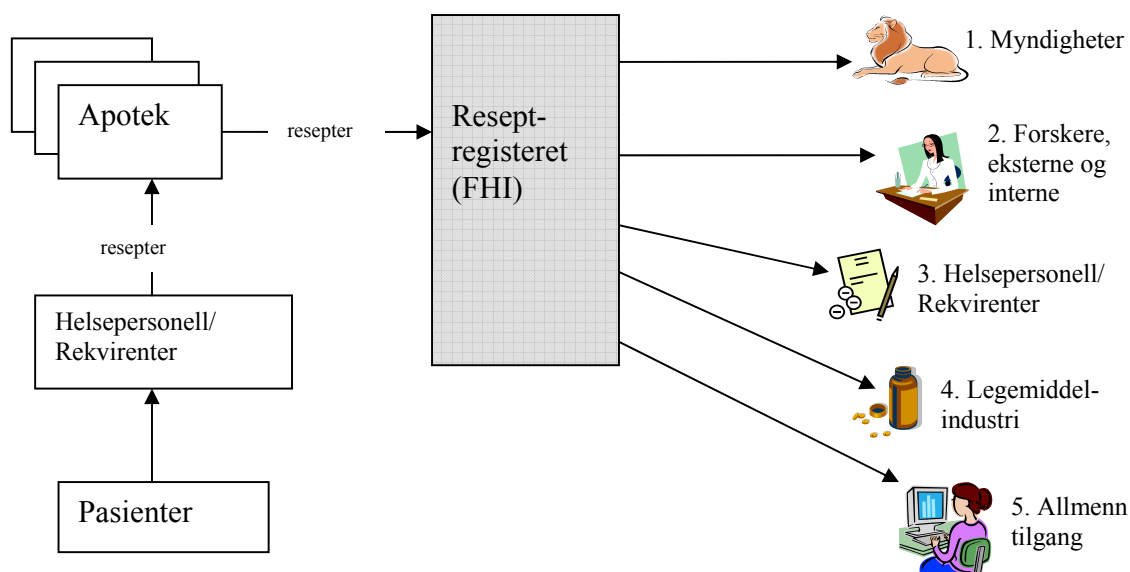 Apotek
resepter
resepter
Helsepersonell/
Rekvirenter
Pasienter
Resept-
registeret
(FHI)
1. Myndigheter
2. Forskere,
eksterne og
interne
3. Helsepersonell/
Rekvirenter
4. Legemiddel-
industri
5. Allmenn
tilgang